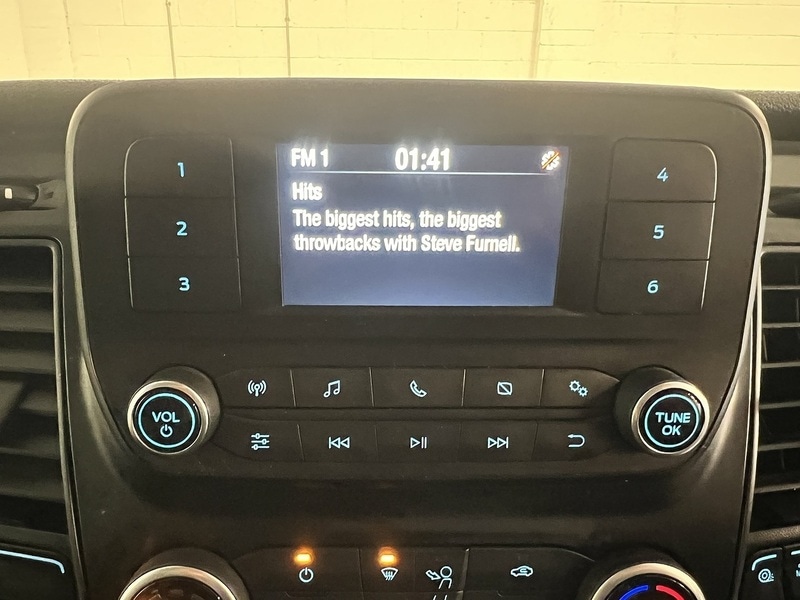 FM 1 01:41
Hits
The biggest hits, the biggest
throwbacks with Steve Furnell.
1
2
3
4
5
6
VOL
TUNE
OK